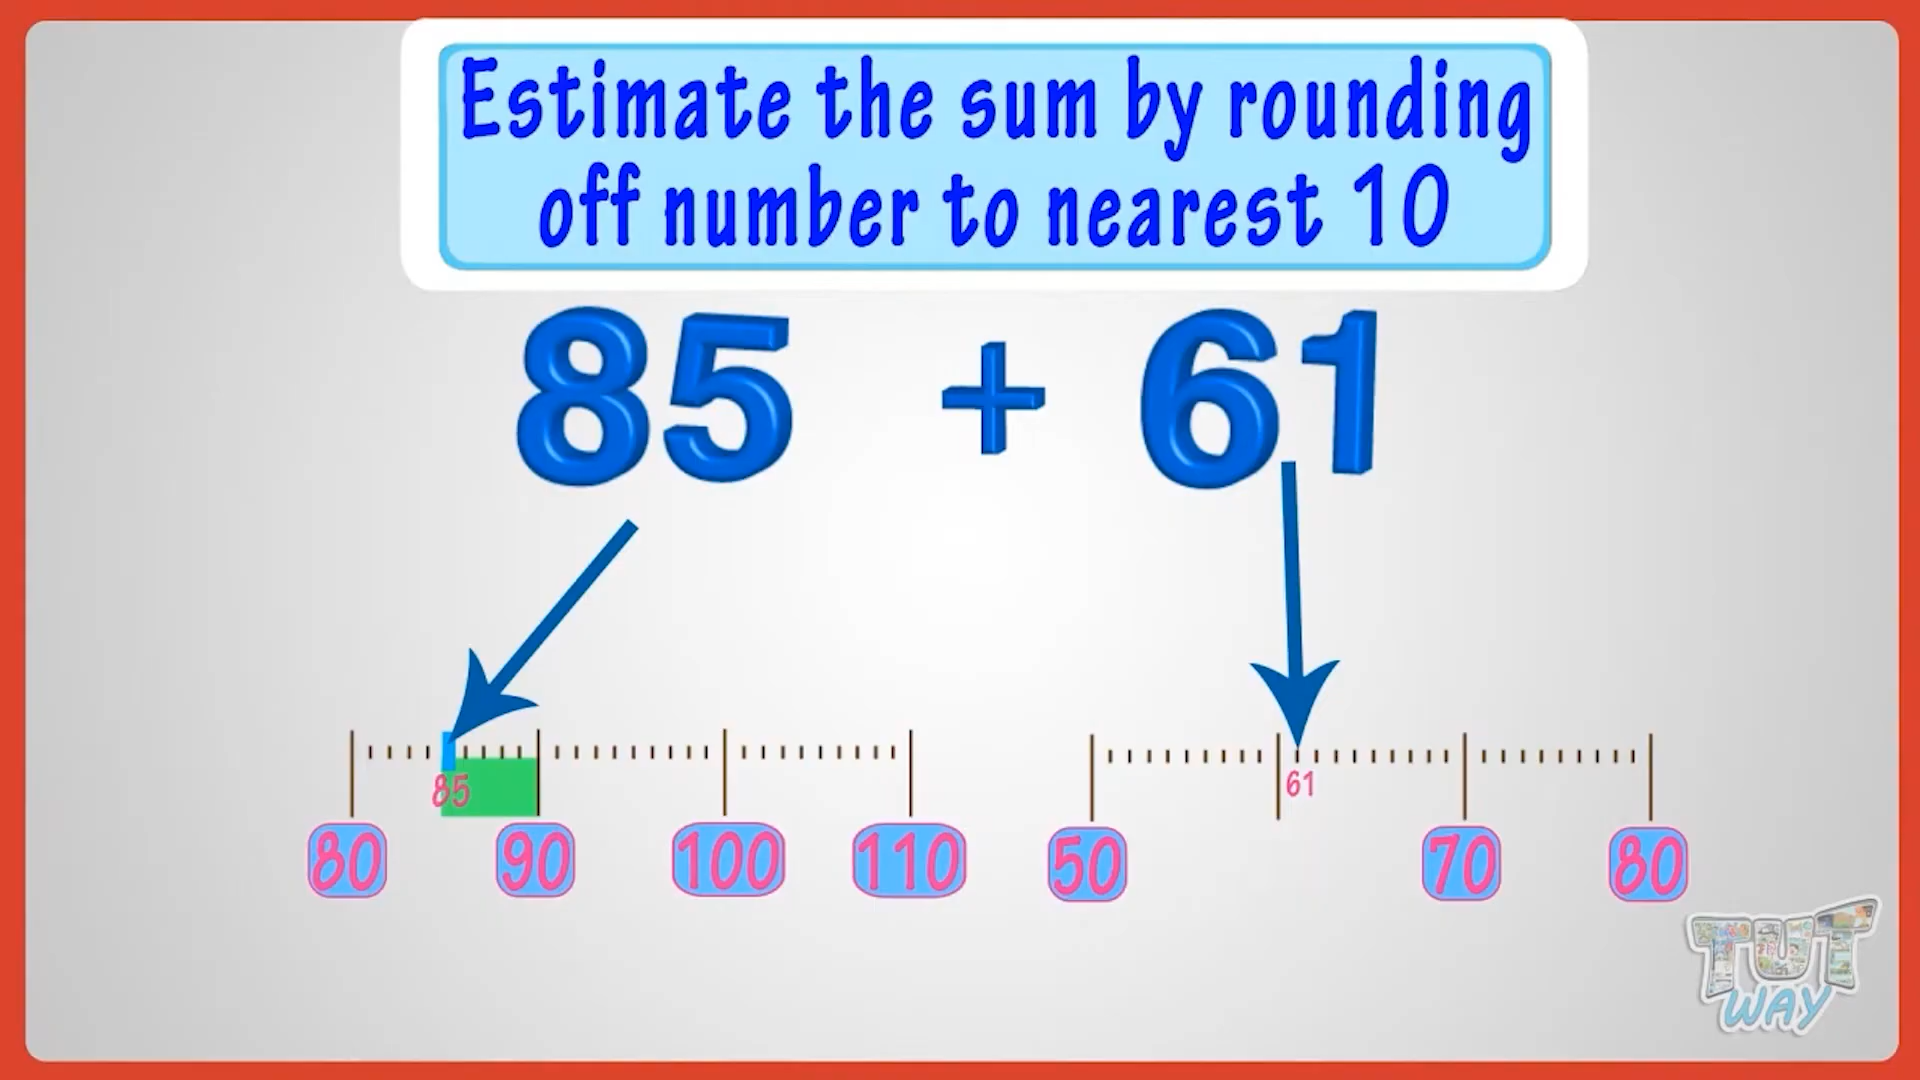 Estimate the sum by rounding
off number to nearest 10
85 + 61
85
61
80 90 100 110 50 70 80
TUT
WAY